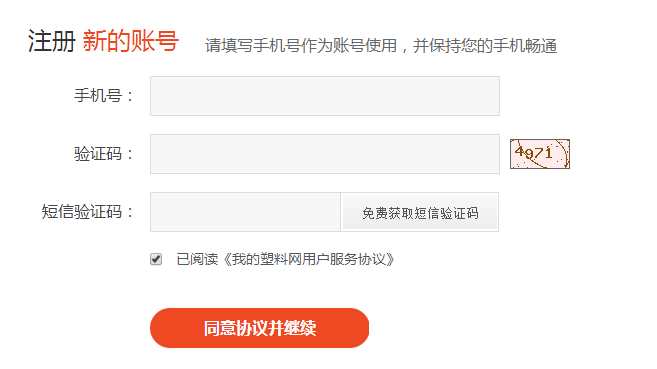 注册 新的账号 请填写手机号作为账号使用，并保持您的手机畅通
手机号：
验证码： 4971
短信验证码： 免费获取短信验证码
已阅读《我的塑料网用户服务协议》
同意协议并继续